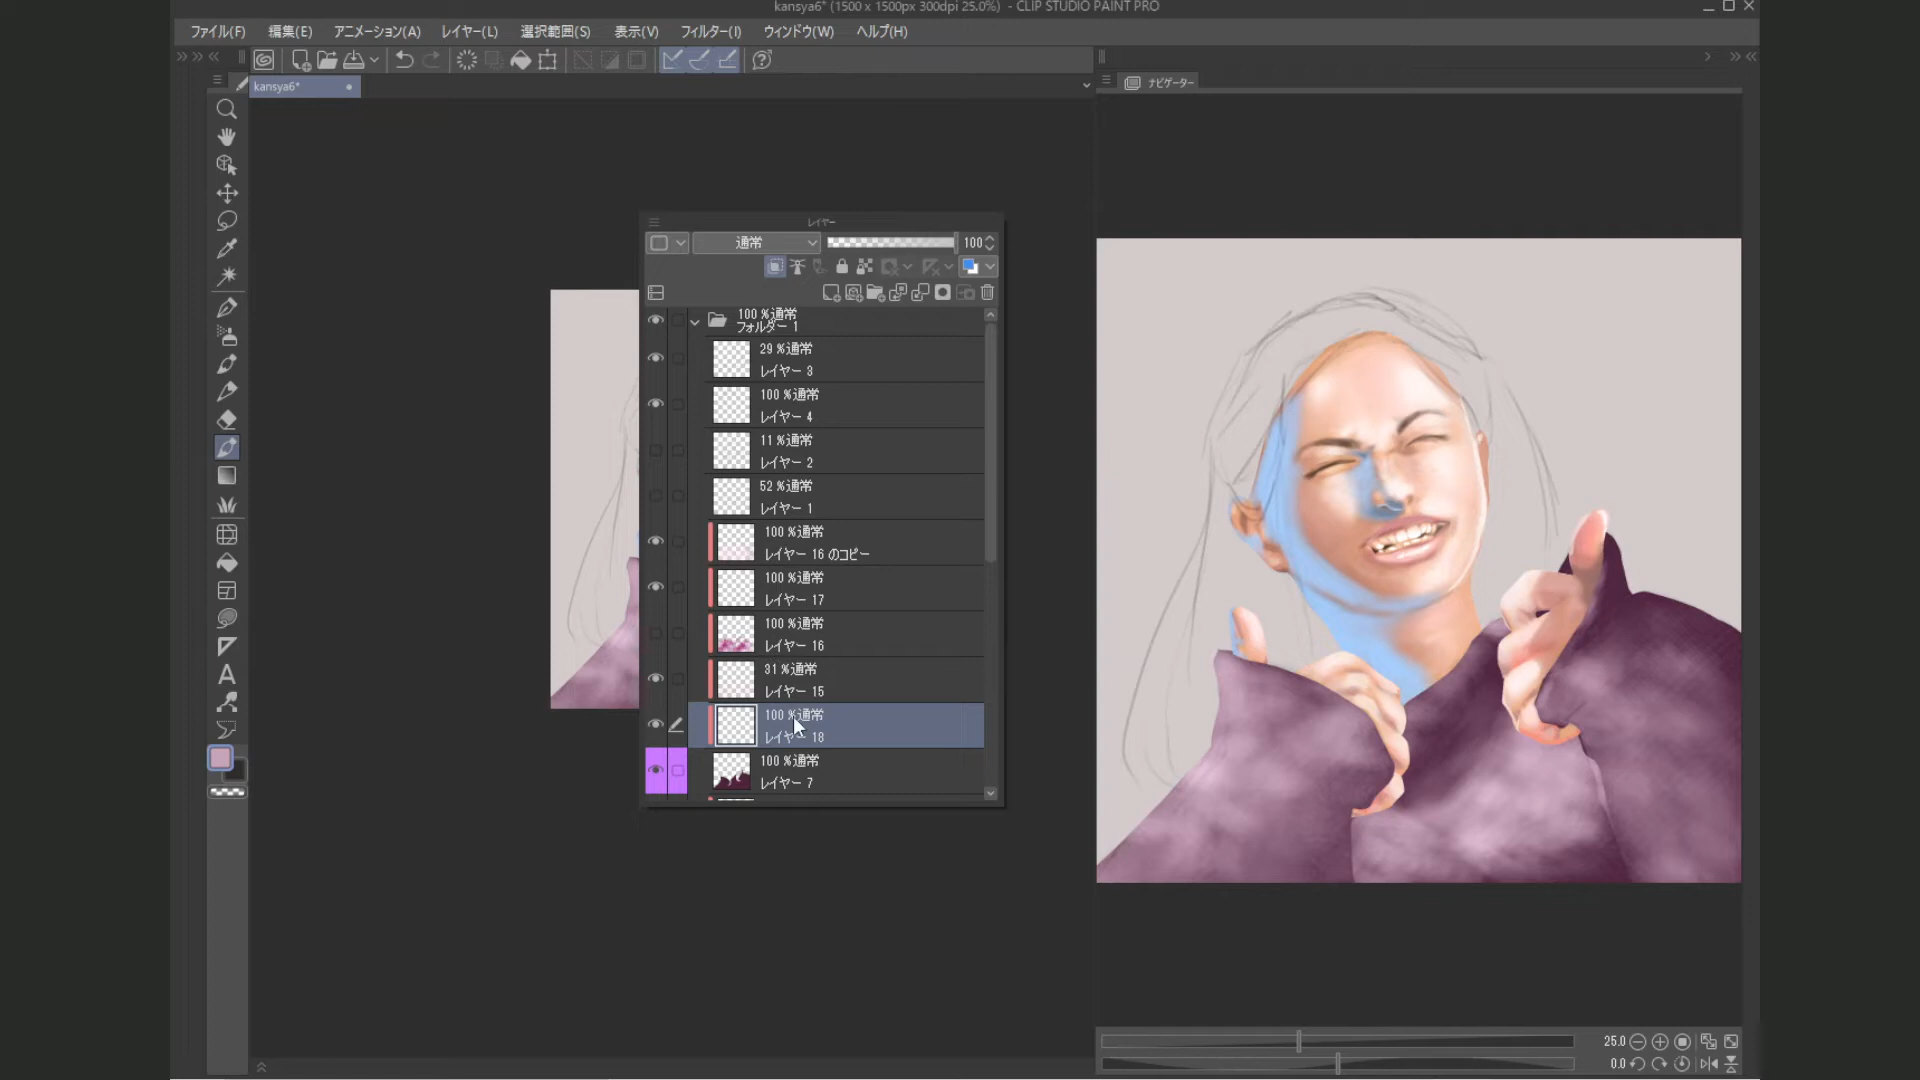 kansya6* (1500 x 1500px 300dpi 25.0%) - CLIP STUDIO PAINT PRO
ファイル(F) 編集(E) アニメーション(A) レイヤー(L) 選択範囲(S) 表示(V) フィルター(I) ウィンドウ(W) ヘルプ(H)
kansya6*
ナビゲーター
レイヤー
通常 100
100 %通常
フォルダー 1
29 %通常
レイヤー 3
100 %通常
レイヤー 4
11 %通常
レイヤー 2
52 %通常
レイヤー 1
100 %通常
レイヤー 16 のコピー
100 %通常
レイヤー 17
100 %通常
レイヤー 16
31 %通常
レイヤー 15
100 %通常
レイヤー 18
100 %通常
レイヤー 7
25.0
0.0